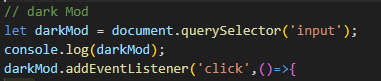 // dark Mod
let darkMod = document.querySelector('input');
console.log(darkMod);
darkMod.addEventListener('click',()=>{